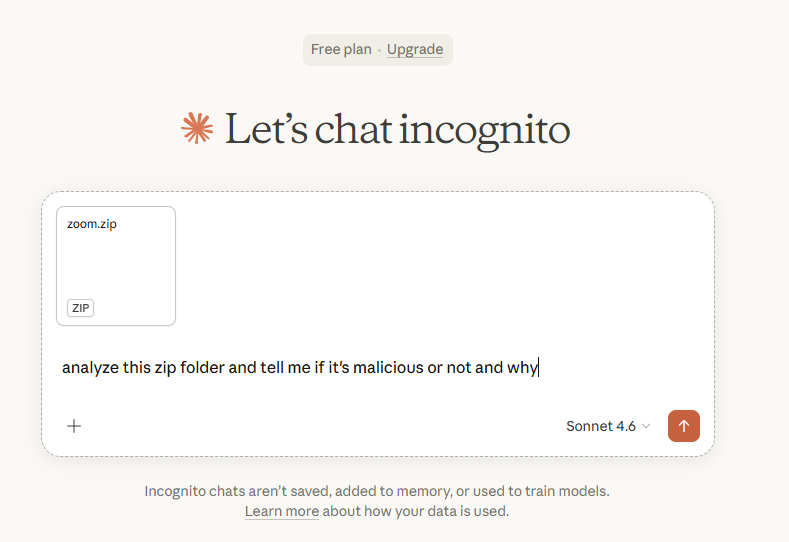 Free plan · Upgrade
Let's chat incognito
zoom.zip
ZIP
analyze this zip folder and tell me if it's malicious or not and why
Sonnet 4.6
Incognito chats aren't saved, added to memory, or used to train models.
Learn more about how your data is used.